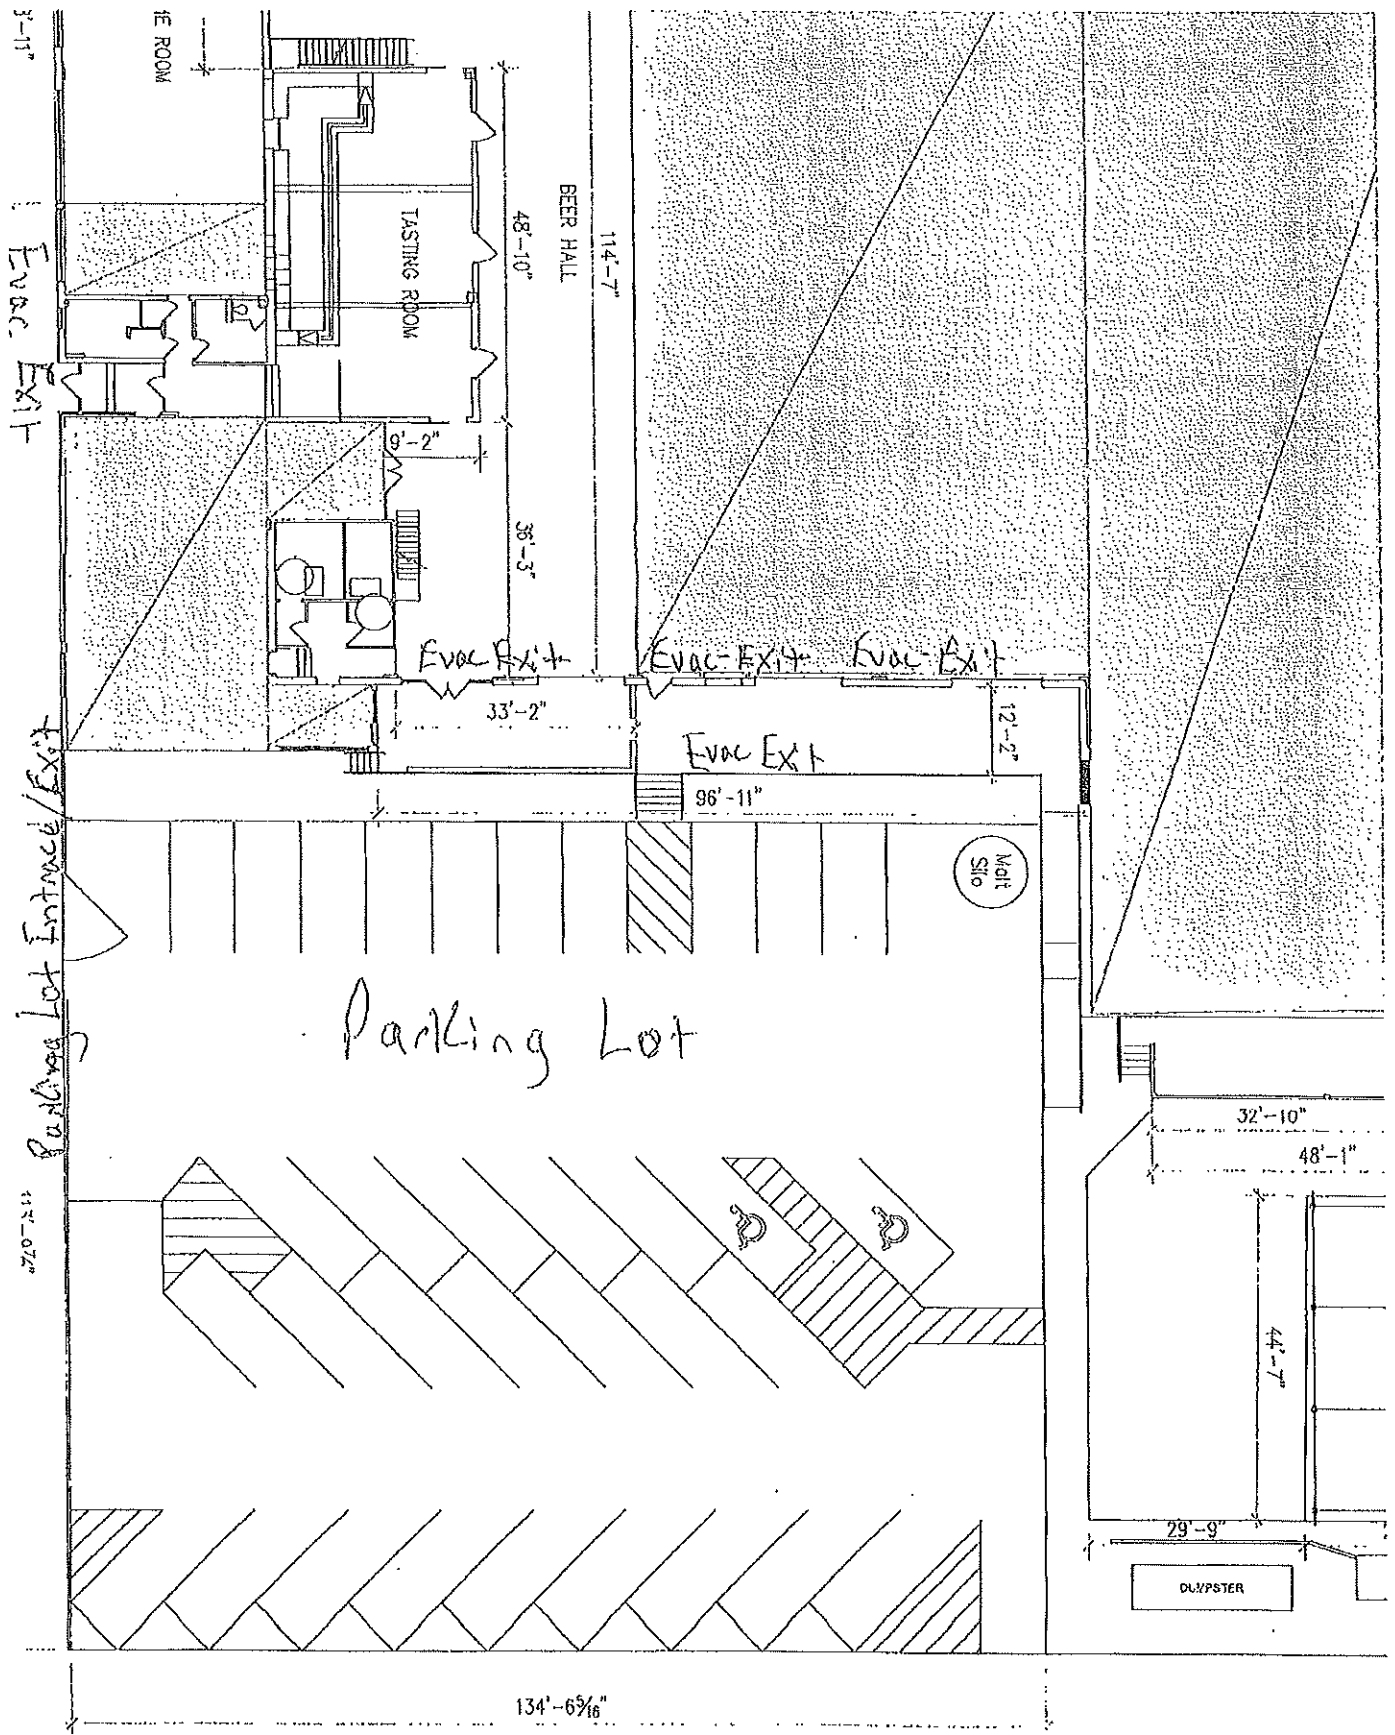 3'-11"
IE ROOM
BEER HALL
114'-7"
48'-10"
TASTING ROOM
Evac Exit
9'-2"
36'-3"
Evac Exit
Evac-Exit
Evac-Exit
33'-2"
12'-2"
Evac Exit
96'-11"
Malt
Silo
Parking Lot Entrace/Exit
Parking Lot
32'-10"
48'-1"
44'-7"
29'-9"
DUMPSTER
134'-6 5/16"